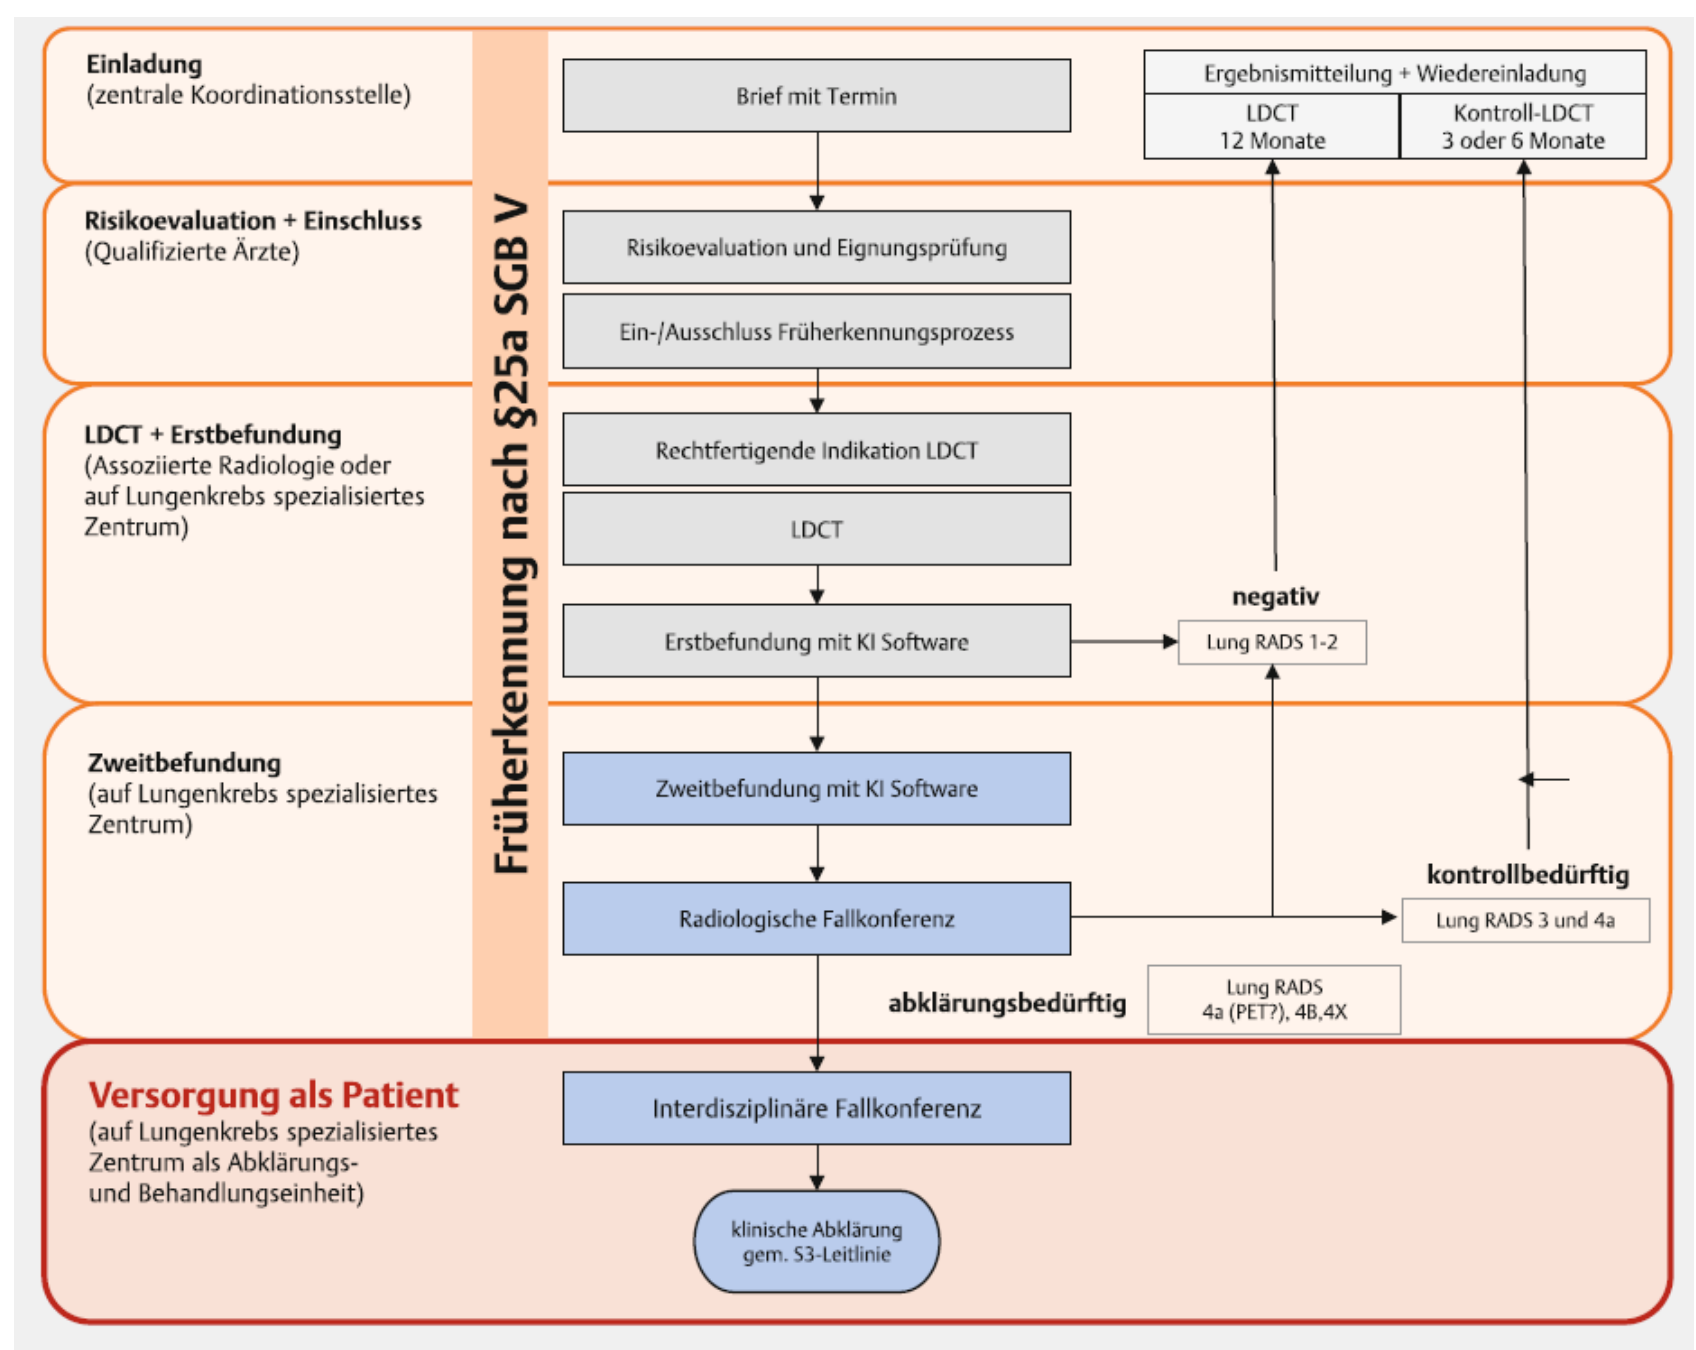 Einladung
(zentrale Koordinationsstelle)
Brief mit Termin
Ergebnismitteilung + Wiedereinladung
LDCT
12 Monate
Kontroll-LDCT
3 oder 6 Monate
Früherkennung nach §25a SGB V
Risikoevaluation + Einschluss
(Qualifizierte Ärzte)
Risikoevaluation und Eignungsprüfung
Ein-/Ausschluss Früherkennungsprozess
LDCT + Erstbefundung
(Assoziierte Radiologie oder
auf Lungenkrebs spezialisiertes
Zentrum)
Rechtfertigende Indikation LDCT
LDCT
Erstbefundung mit KI Software
negativ
Lung RADS 1-2
Zweitbefundung
(auf Lungenkrebs spezialisiertes
Zentrum)
Zweitbefundung mit KI Software
Radiologische Fallkonferenz
kontrollbedürftig
Lung RADS 3 und 4a
abklärungsbedürftig
Lung RADS
4a (PET?), 4B,4X
Versorgung als Patient
(auf Lungenkrebs spezialisiertes
Zentrum als Abklärungs-
und Behandlungseinheit)
Interdisziplinäre Fallkonferenz
klinische Abklärung
gem. S3-Leitlinie